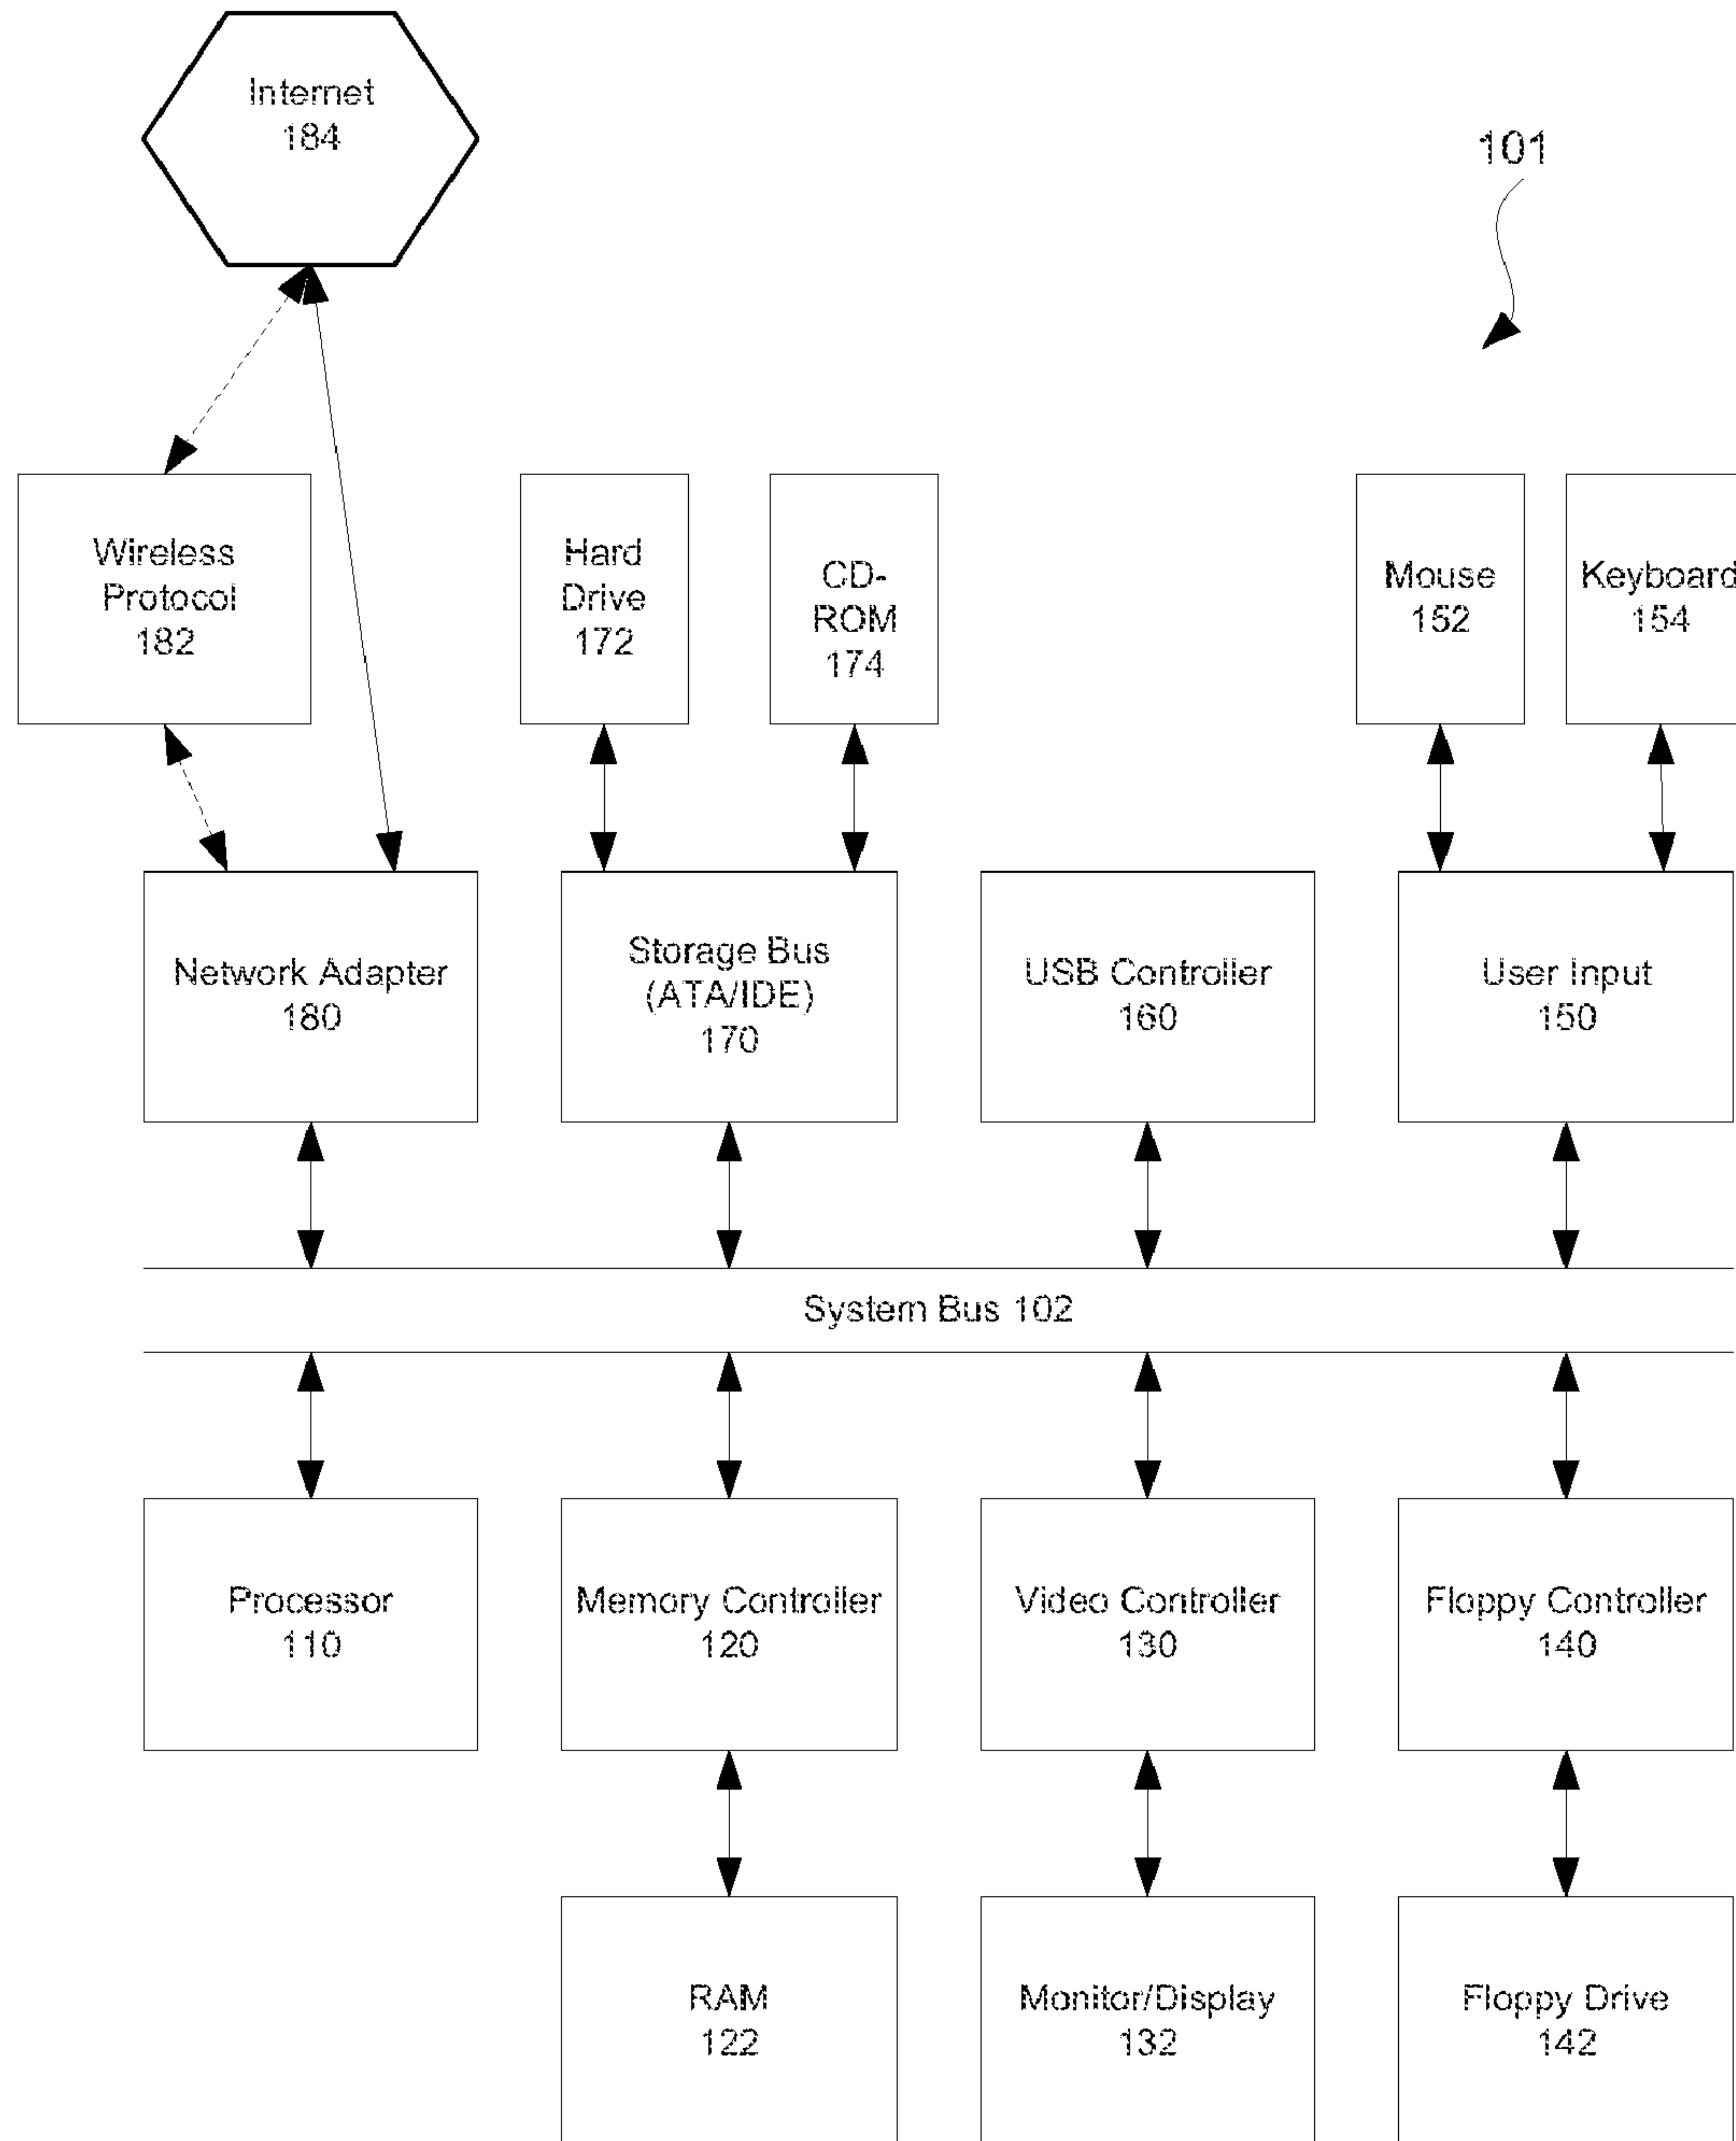 Internet
184
101
Wireless
Protocol
182
Hard
Drive
172
CD-
ROM
174
Mouse
152
Keyboard
154
Network Adapter
180
Storage Bus
(ATA/IDE)
170
USB Controller
160
User Input
150
System Bus 102
Processor
110
Memory Controller
120
Video Controller
130
Floppy Controller
140
RAM
122
Monitor/Display
132
Floppy Drive
142